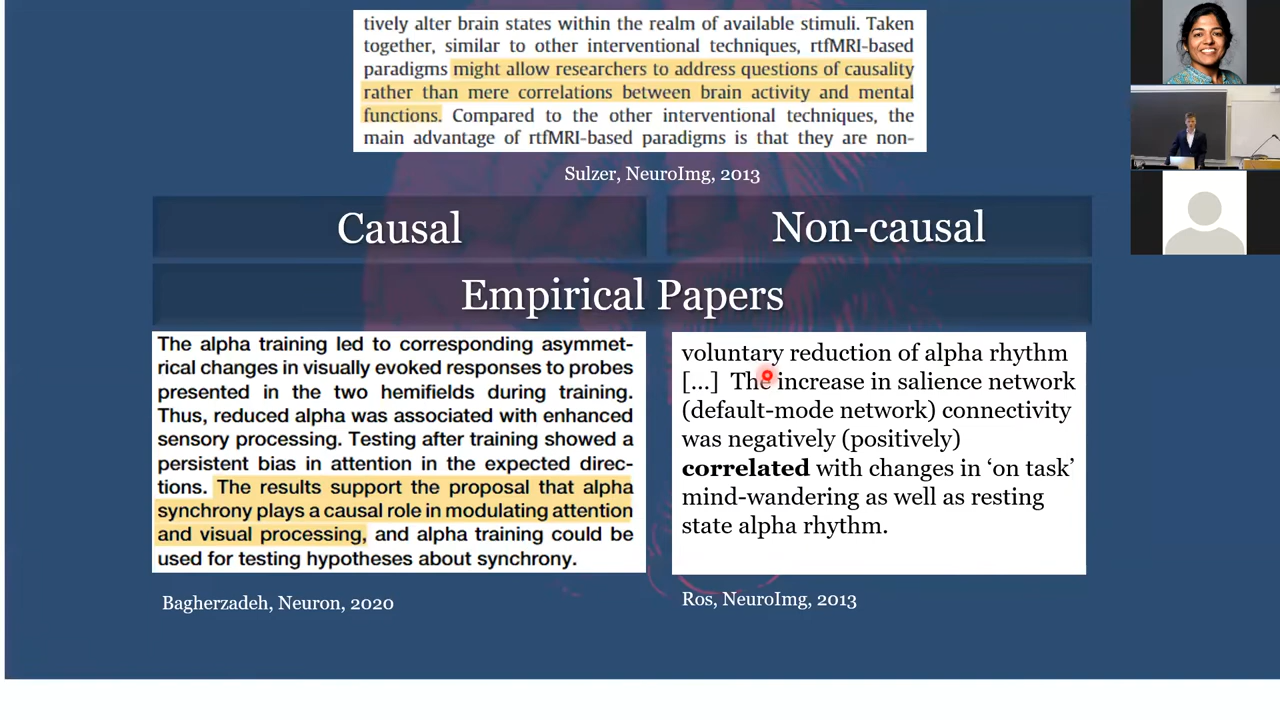 tively alter brain states within the realm of available stimuli. Taken
together, similar to other interventional techniques, rtfMRI-based
paradigms might allow researchers to address questions of causality
rather than mere correlations between brain activity and mental
functions. Compared to the other interventional techniques, the
main advantage of rtfMRI-based paradigms is that they are non-
Sulzer, NeuroImg, 2013
Causal
Non-causal
Empirical Papers
The alpha training led to corresponding asymmet-
rical changes in visually evoked responses to probes
presented in the two hemifields during training.
Thus, reduced alpha was associated with enhanced
sensory processing. Testing after training showed a
persistent bias in attention in the expected direc-
tions. The results support the proposal that alpha
synchrony plays a causal role in modulating attention
and visual processing, and alpha training could be
used for testing hypotheses about synchrony.
Bagherzadeh, Neuron, 2020
voluntary reduction of alpha rhythm
[...] The increase in salience network
(default-mode network) connectivity
was negatively (positively)
correlated with changes in ‘on task’
mind-wandering as well as resting
state alpha rhythm.
Ros, NeuroImg, 2013